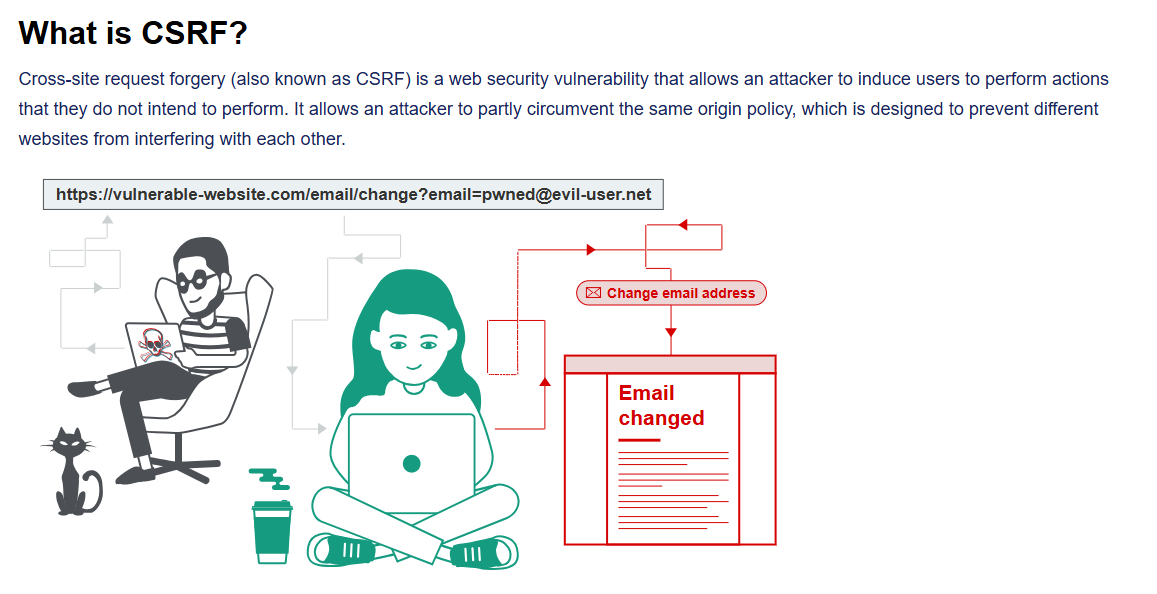 What is CSRF?
Cross-site request forgery (also known as CSRF) is a web security vulnerability that allows an attacker to induce users to perform actions
that they do not intend to perform. It allows an attacker to partly circumvent the same origin policy, which is designed to prevent different
websites from interfering with each other.
https://vulnerable-website.com/email/change?email=pwned@evil-user.net
Change email address
Email
changed